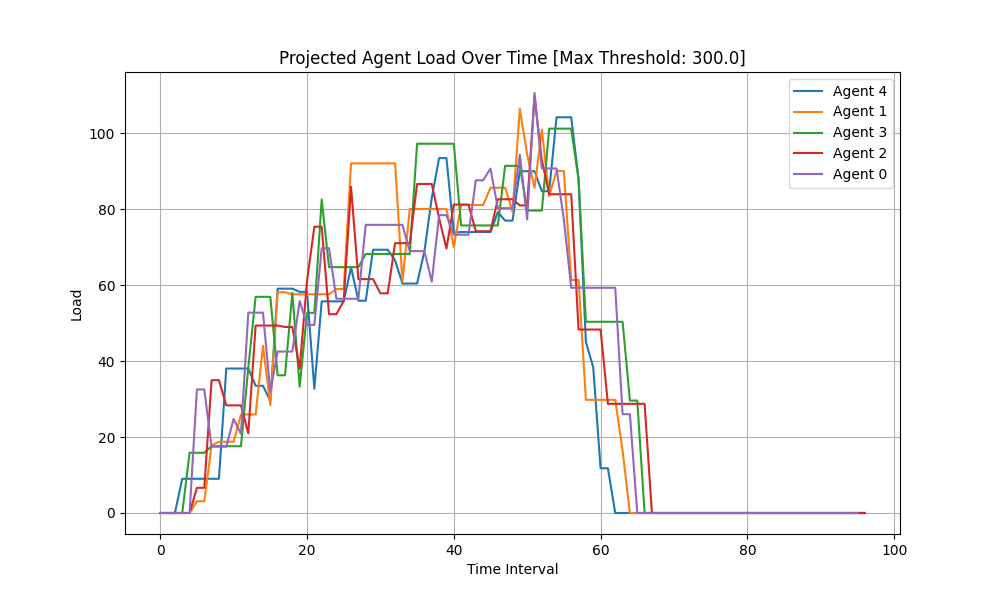 Projected Agent Load Over Time [Max Threshold: 300.0]
Agent 4
Agent 1
Agent 3
Agent 2
Agent 0
Load
100
80
60
40
20
0
0 20 40 60 80 100
Time Interval